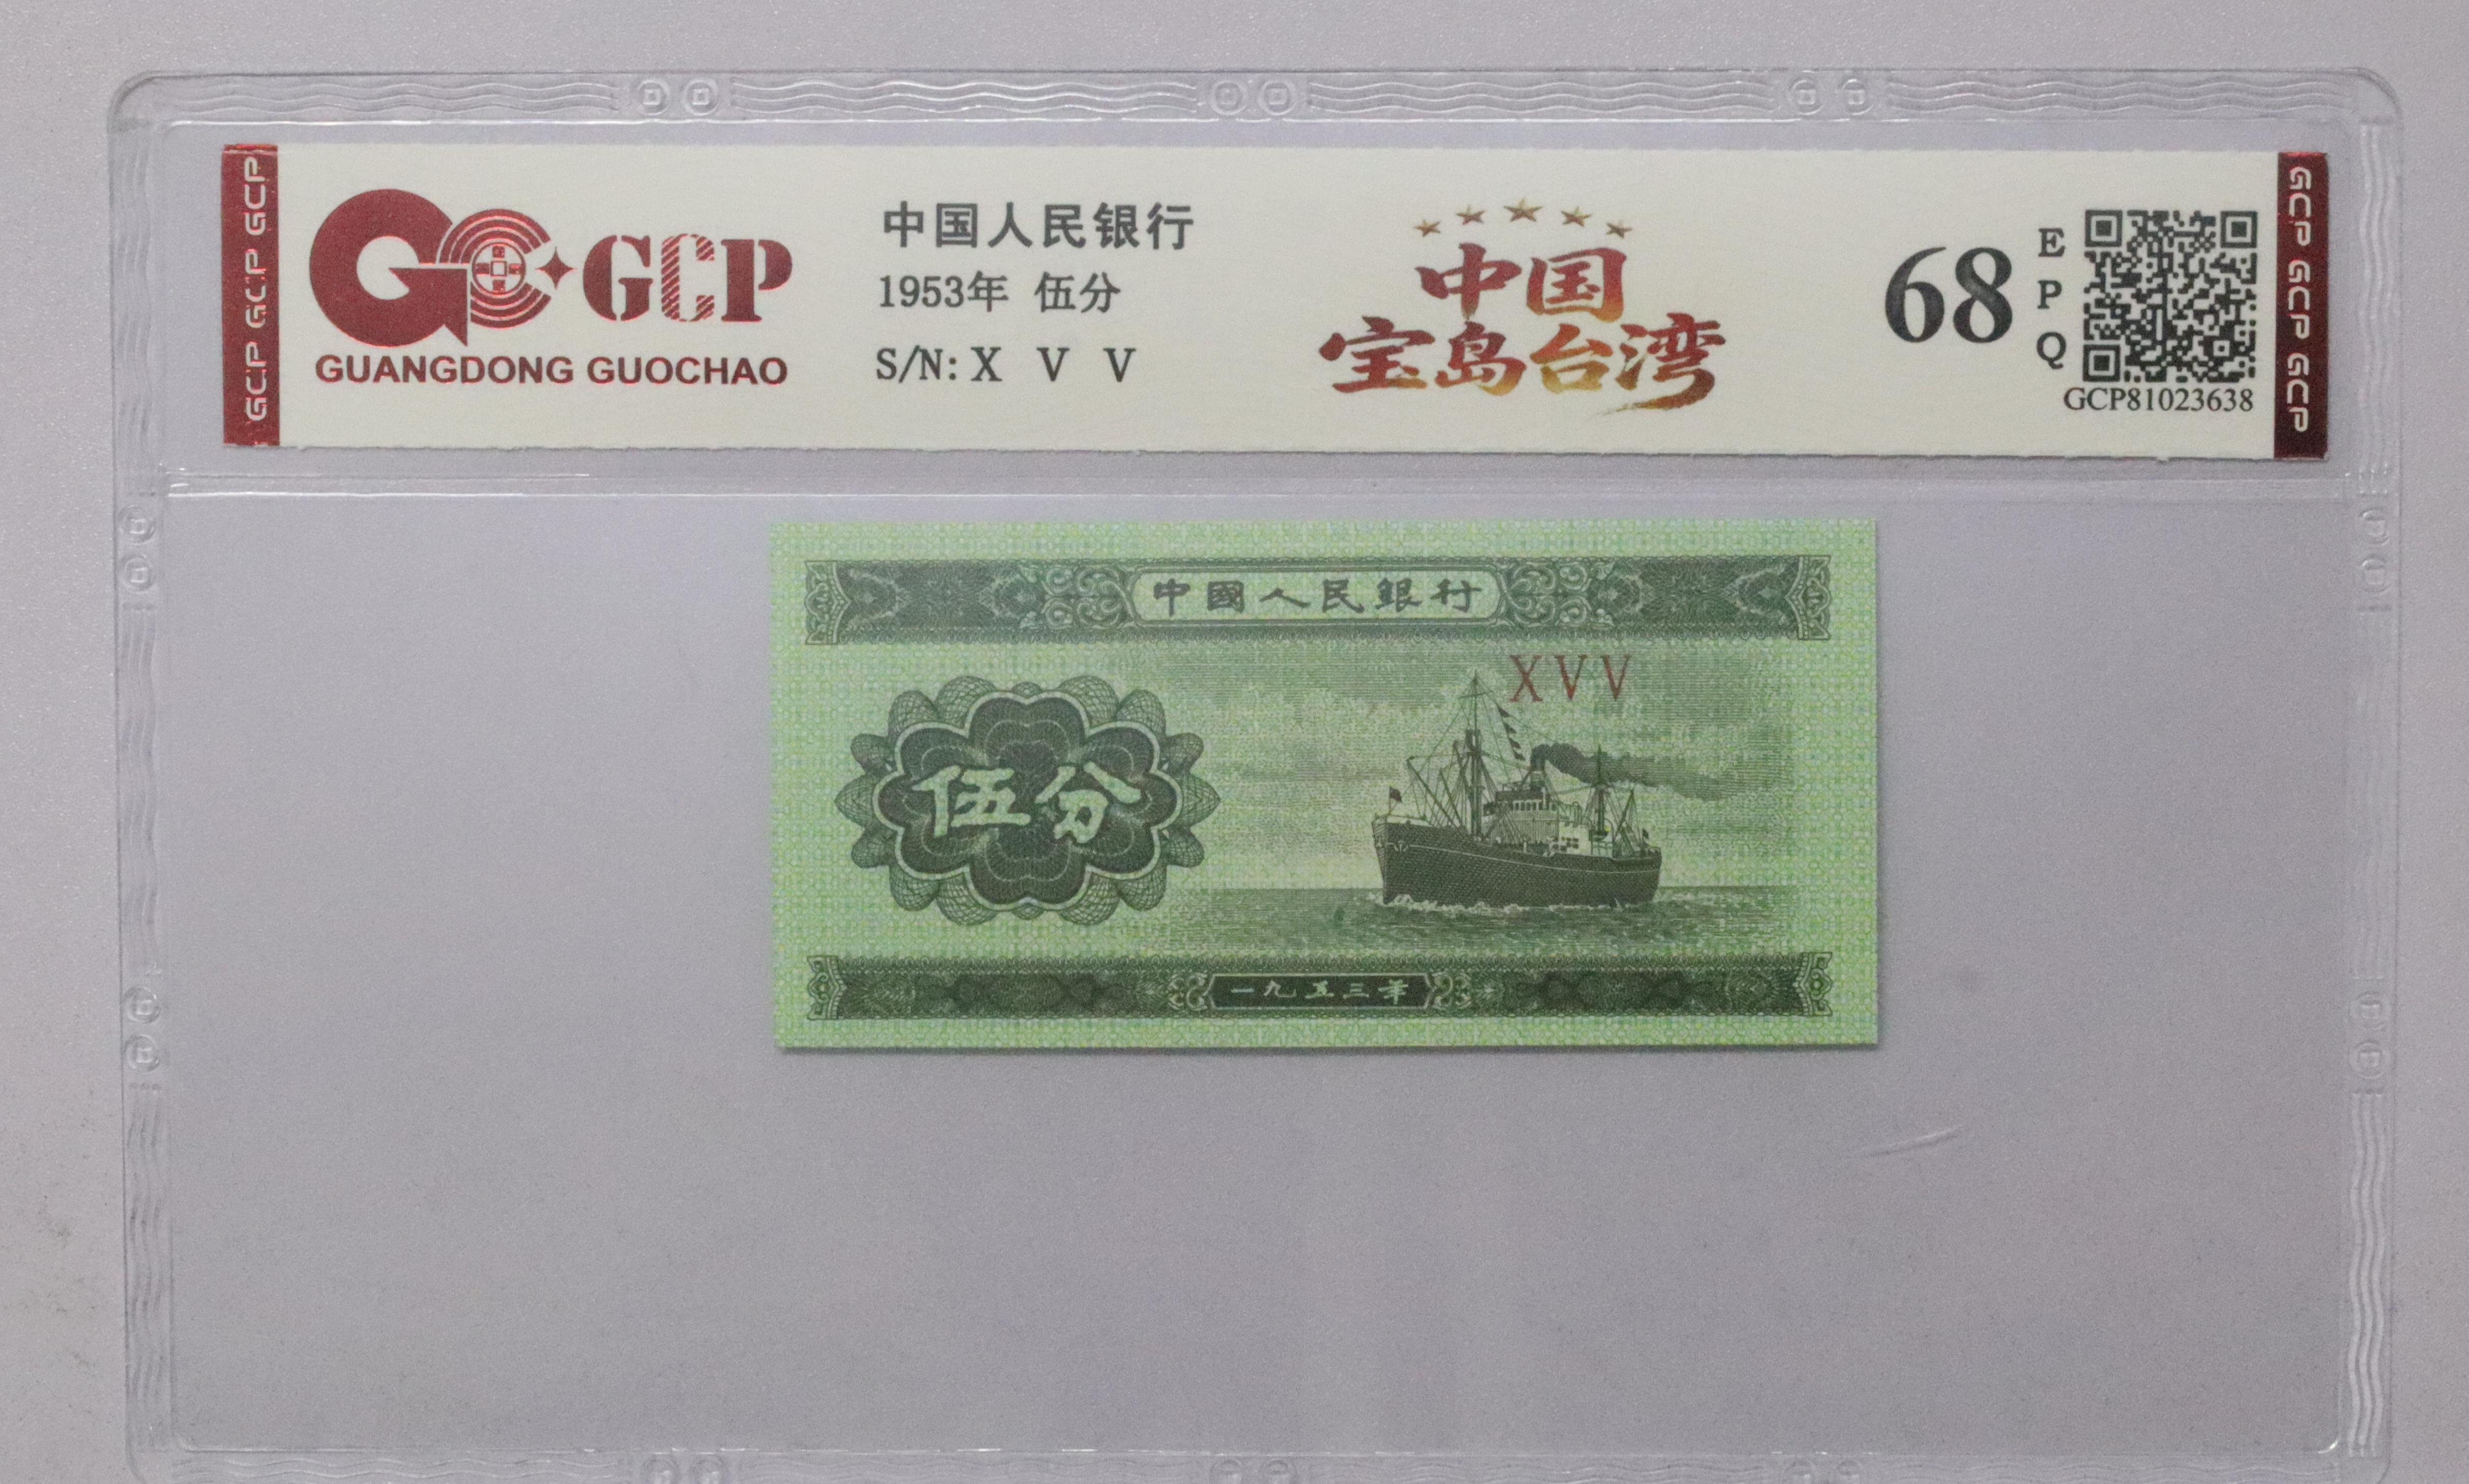 GCP GCP GCP
GCP
GUANGDONG GUOCHAO
中国人民银行
1953年 伍分
S/N: X V V
中国
宝岛台湾
68
E
P
Q
GCP81023638
GCP GCP GCP
中國人民銀行
XVV
伍分
一九五三年